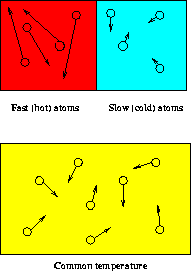 Fast (hot) atoms Slow (cold) atoms
Common temperature